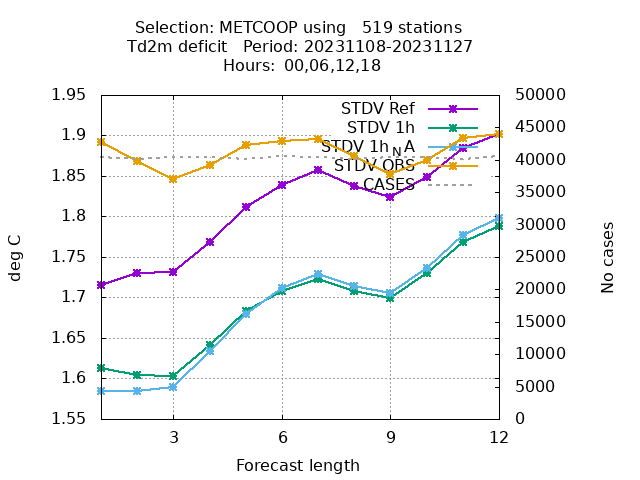 Selection: METCOOP using   519 stations
Td2m deficit   Period: 20231108-20231127
Hours: 00,06,12,18
1.95
1.9
1.85
1.8
1.75
1.7
1.65
1.6
1.55
deg C
STDV Ref
STDV 1h
STDV 1h_NA
STDV OBS
CASES
50000
45000
40000
35000
30000
25000
20000
15000
10000
5000
0
No cases
3 6 9 12
Forecast length